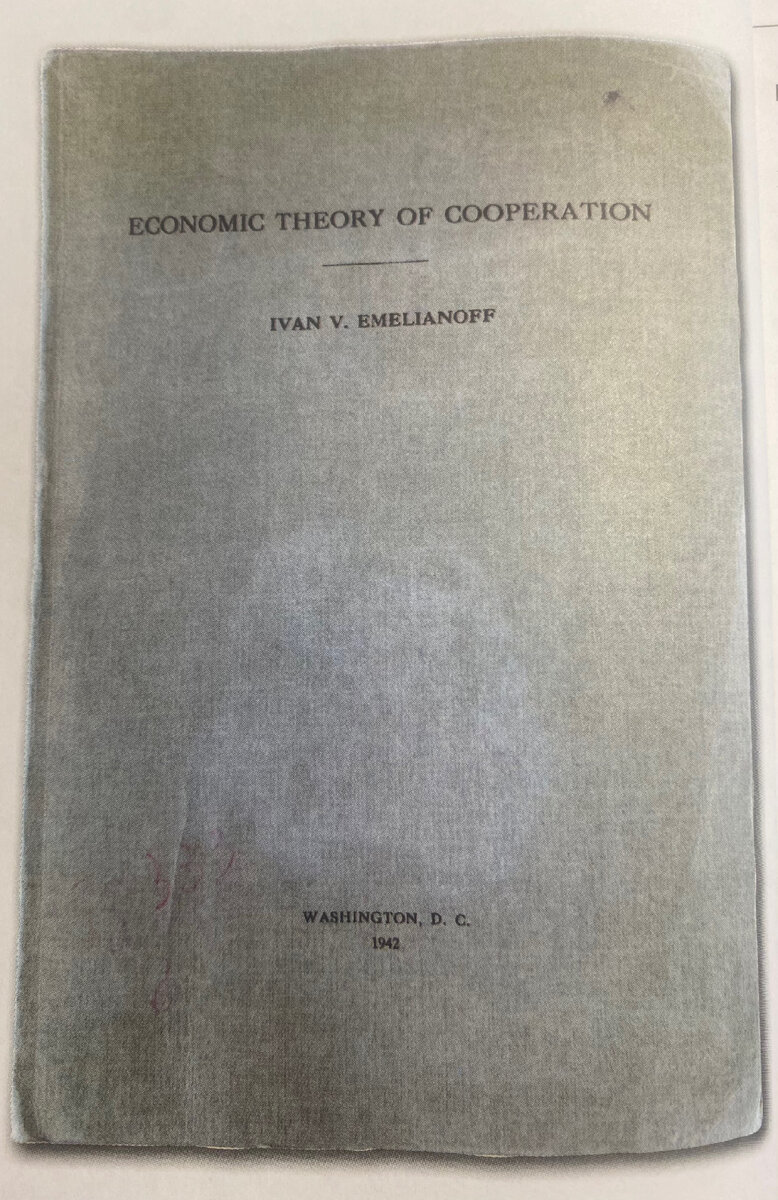 ECONOMIC THEORY OF COOPERATION
IVAN V. EMELIANOFF
WASHINGTON, D. C.
1942